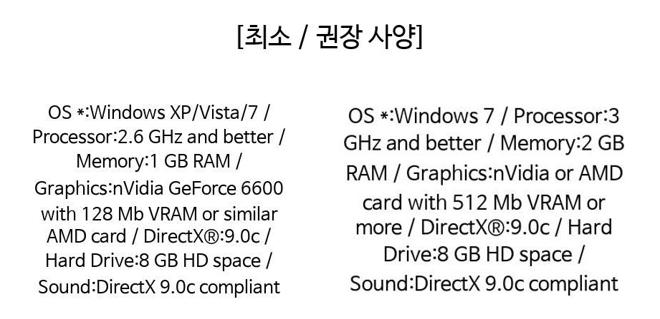 [최소 / 권장 사양]
OS *:Windows XP/Vista/7 /
Processor:2.6 GHz and better /
Memory:1 GB RAM /
Graphics:nVidia GeForce 6600
with 128 Mb VRAM or similar
AMD card / DirectX®:9.0c /
Hard Drive:8 GB HD space /
Sound:DirectX 9.0c compliant
OS *:Windows 7 / Processor:3
GHz and better / Memory:2 GB
RAM / Graphics:nVidia or AMD
card with 512 Mb VRAM or
more / DirectX®:9.0c / Hard
Drive:8 GB HD space /
Sound:DirectX 9.0c compliant